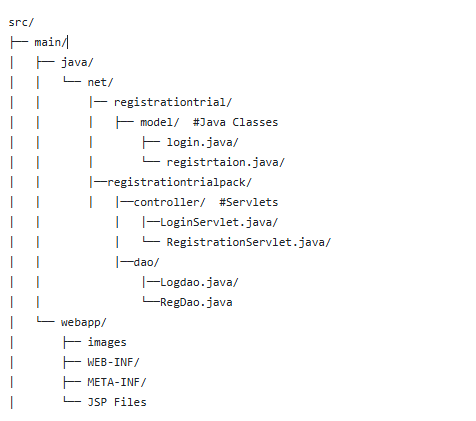 src/
├── main/
│   ├── java/
│   │   └── net/
│   │       |── registrationtrial/
│   │       |   ├── model/  #Java Classes
│   │       |       ├── login.java/
│   │       |       └── registrtaion.java/
│   │       |──registrationtrialpack/
│   │       |   |──controller/  #Servlets
│   │           |   |──LoginServlet.java/
│   │           |   └── RegistrationServlet.java/
│   │           |──dao/
│   │               |──Logdao.java/
│   │               └──RegDao.java
│   └── webapp/
│       ├── images
│       ├── WEB-INF/
│       ├── META-INF/
│       └── JSP Files